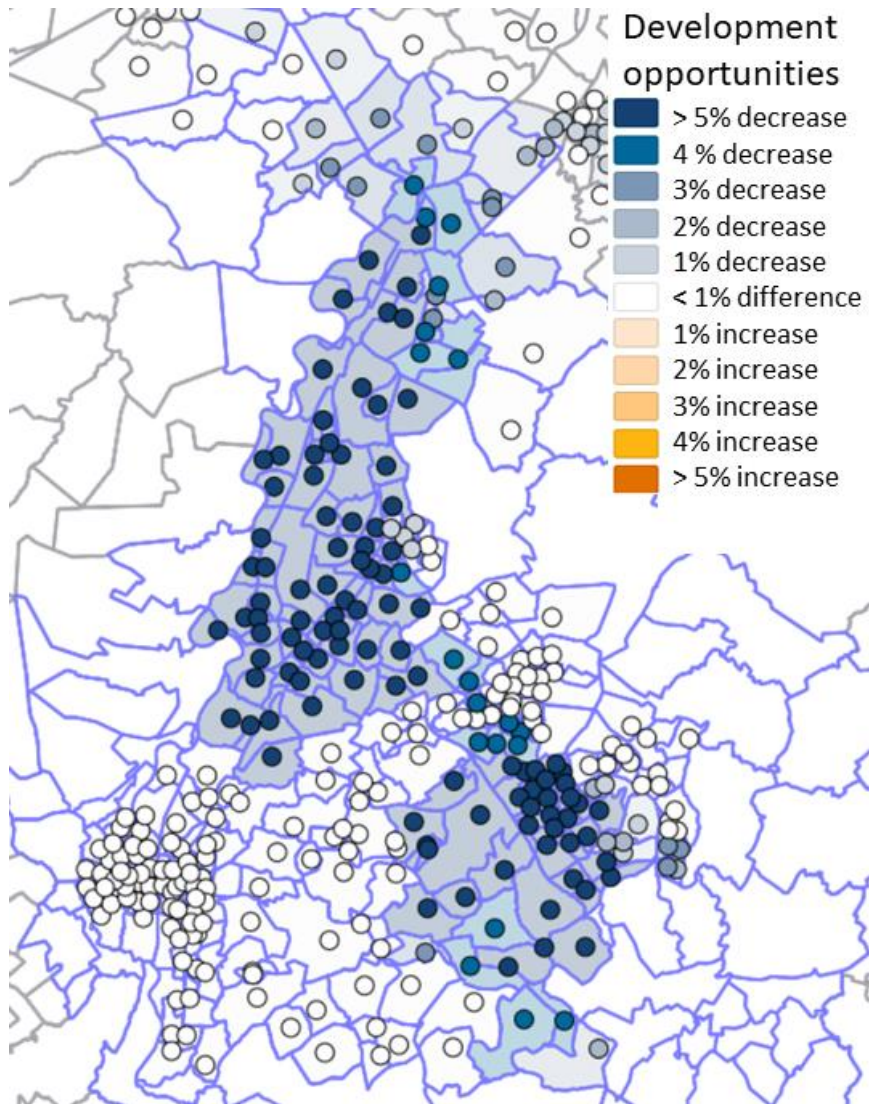 Development
opportunities
> 5% decrease
4 % decrease
3% decrease
2% decrease
1% decrease
< 1% difference
1% increase
2% increase
3% increase
4% increase
> 5% increase